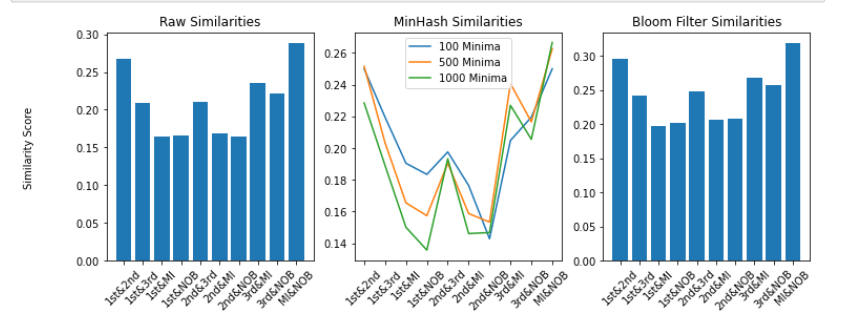 Raw Similarities
MinHash Similarities
Bloom Filter Similarities
Similarity Score
0.30
0.25
0.20
0.15
0.10
0.05
0.00
1st&2nd
1st&3rd
1st&MI
1st&NOB
2nd&3rd
2nd&MI
2nd&NOB
3rd&MI
3rd&NOB
MI&NOB
100 Minima
500 Minima
1000 Minima
0.26
0.24
0.22
0.20
0.18
0.16
0.14
1st&2nd
1st&3rd
1st&MI
1st&NOB
2nd&3rd
2nd&MI
2nd&NOB
3rd&MI
3rd&NOB
MI&NOB
0.30
0.25
0.20
0.15
0.10
0.05
0.00
1st&2nd
1st&3rd
1st&MI
1st&NOB
2nd&3rd
2nd&MI
2nd&NOB
3rd&MI
3rd&NOB
MI&NOB